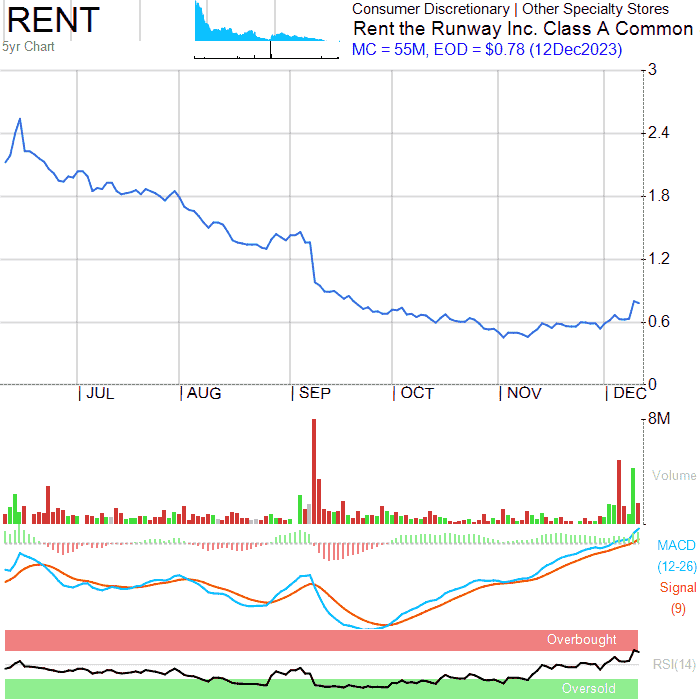 RENT
5yr Chart
Consumer Discretionary | Other Specialty Stores
Rent the Runway Inc. Class A Common
MC = 55M, EOD = $0.78 (12Dec2023)
3
2.4
1.8
1.2
0.6
0
| JUL | AUG | SEP | OCT | NOV | DEC
8M
Volume
MACD
(12-26)
Signal
(9)
Overbought
RSI(14)
Oversold